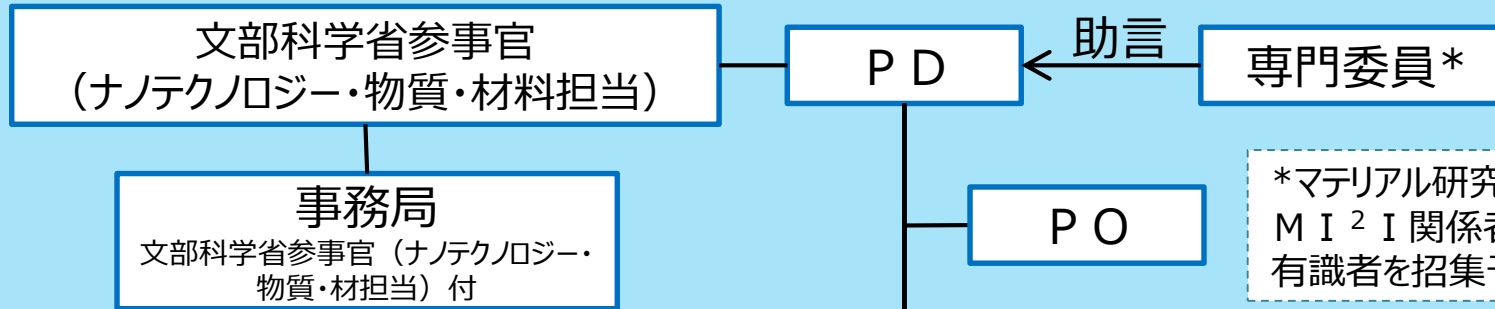 文部科学省参事官
（ナノテクノロジー・物質・材料担当）
ＰＤ
助言
専門委員*
事務局
文部科学省参事官（ナノテクノロジー・
物質・材担当）付
ＰＯ
*マテリアル研究
ＭＩ²Ｉ関係者
有識者を招集